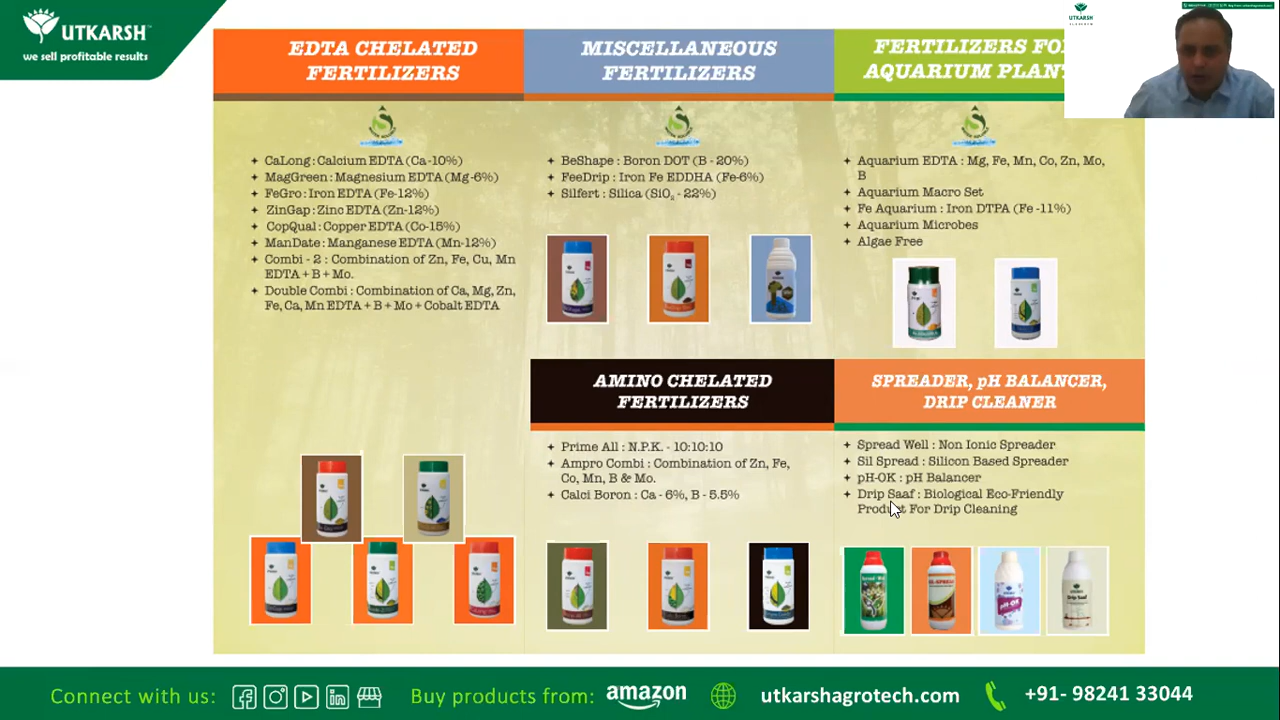 UTKARSH
we sell profitable results
UTKARSH
EDTA CHELATED
FERTILIZERS
CaLong : Calcium EDTA (Ca -10%)
MagGreen : Magnesium EDTA (Mg -6%)
FeGro : Iron EDTA (Fe-12%)
ZinGap : Zinc EDTA (Zn-12%)
CopQual : Copper EDTA (Co-15%)
ManDate : Manganese EDTA (Mn-12%)
Combi - 2 : Combination of Zn, Fe, Cu, Mn
EDTA + B + Mo.
Double Combi : Combination of Ca, Mg, Zn,
Fe, Ca, Mn EDTA + B + Mo + Cobalt EDTA
MISCELLANEOUS
FERTILIZERS
BeShape : Boron DOT (B - 20%)
FeeDrip : Iron Fe EDDHA (Fe-6%)
Silfert : Silica (SiO2 - 22%)
FERTILIZERS FO
AQUARIUM PLANT
Aquarium EDTA : Mg, Fe, Mn, Co, Zn, Mo,
B
Aquarium Macro Set
Fe Aquarium : Iron DTPA (Fe -11%)
Aquarium Microbes
Algae Free
AMINO CHELATED
FERTILIZERS
Prime All : N.P.K. - 10:10:10
Ampro Combi : Combination of Zn, Fe,
Co, Mn, B & Mo.
Calci Boron : Ca - 6%, B - 5.5%
SPREADER, pH BALANCER,
DRIP CLEANER
Spread Well : Non Ionic Spreader
Sil Spread : Silicon Based Spreader
pH-OK : pH Balancer
Drip Saaf : Biological Eco-Friendly
Product For Drip Cleaning
pH-OK
Drip Saaf
Connect with us:
Buy products from: amazon
utkarshagrotech.com
+91- 98241 33044